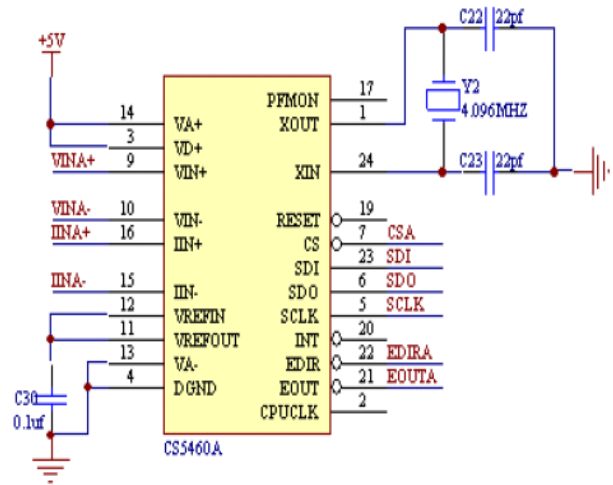 C22 22pf
+5V
17
PFMON
1
XOUT
Y2
4.096MHZ
14
VA+
3
VD+
VINA+
9
VIN+
24
XIN
C23 22pf
VINA-
10
VIN-
19
RESET
IINA+
16
IIN+
7
CS
CSA
23
SDI
SDI
IINA-
15
IIN-
6
SDO
SDO
12
VREFIN
5
SCLK
SCLK
11
VREFOUT
20
INT
13
VA-
22
EDIR
EDIRA
4
DGND
21
EOUT
EOUTA
C30
0.1uf
2
CPUCLK
CS5460A